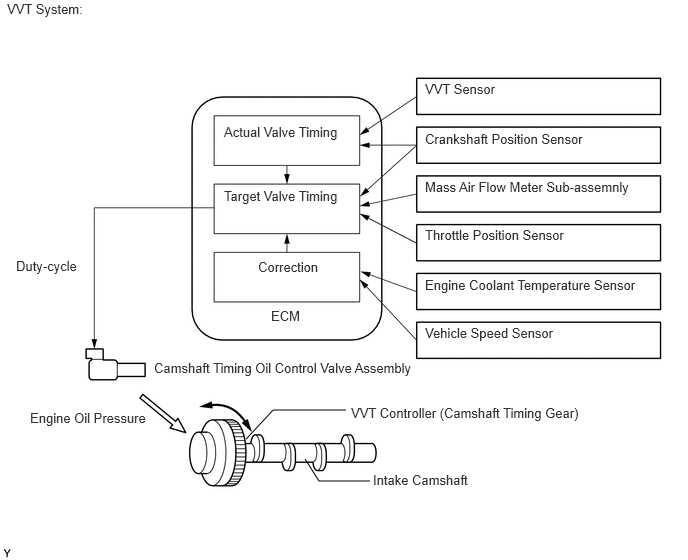 VVT System:
VVT Sensor
Actual Valve Timing
Crankshaft Position Sensor
Mass Air Flow Meter Sub-assemnly
Target Valve Timing
Throttle Position Sensor
Duty-cycle
Correction
Engine Coolant Temperature Sensor
ECM
Vehicle Speed Sensor
Camshaft Timing Oil Control Valve Assembly
Engine Oil Pressure
VVT Controller (Camshaft Timing Gear)
Intake Camshaft
Y